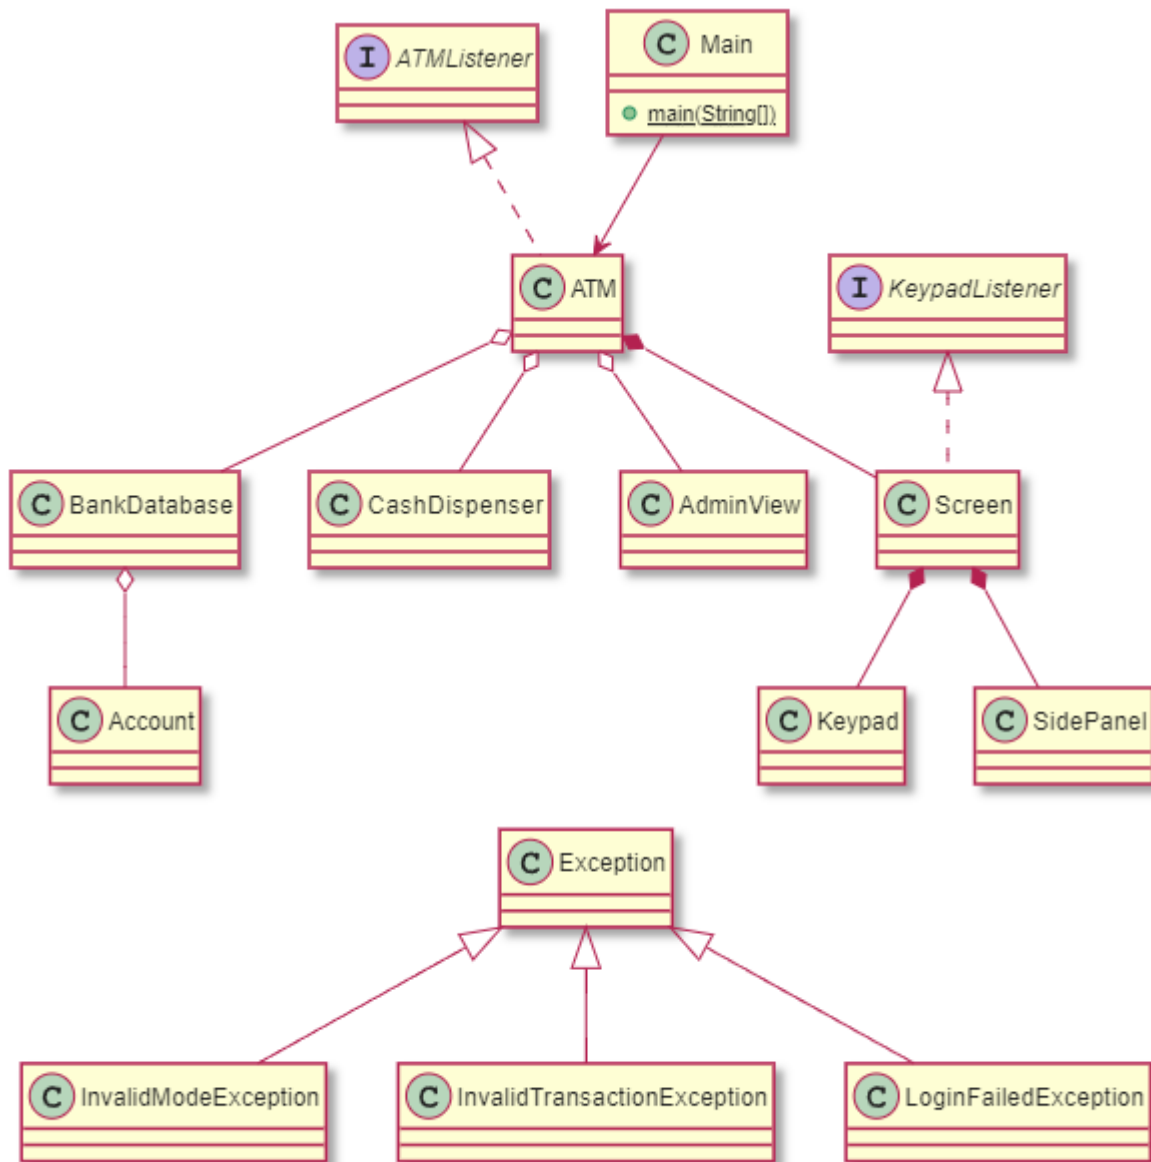 I ATMListener
C Main
main(String[])
C ATM
I KeypadListener
C BankDatabase
C CashDispenser
C AdminView
C Screen
C Account
C Keypad
C SidePanel
C Exception
C InvalidModeException
C InvalidTransactionException
C LoginFailedException